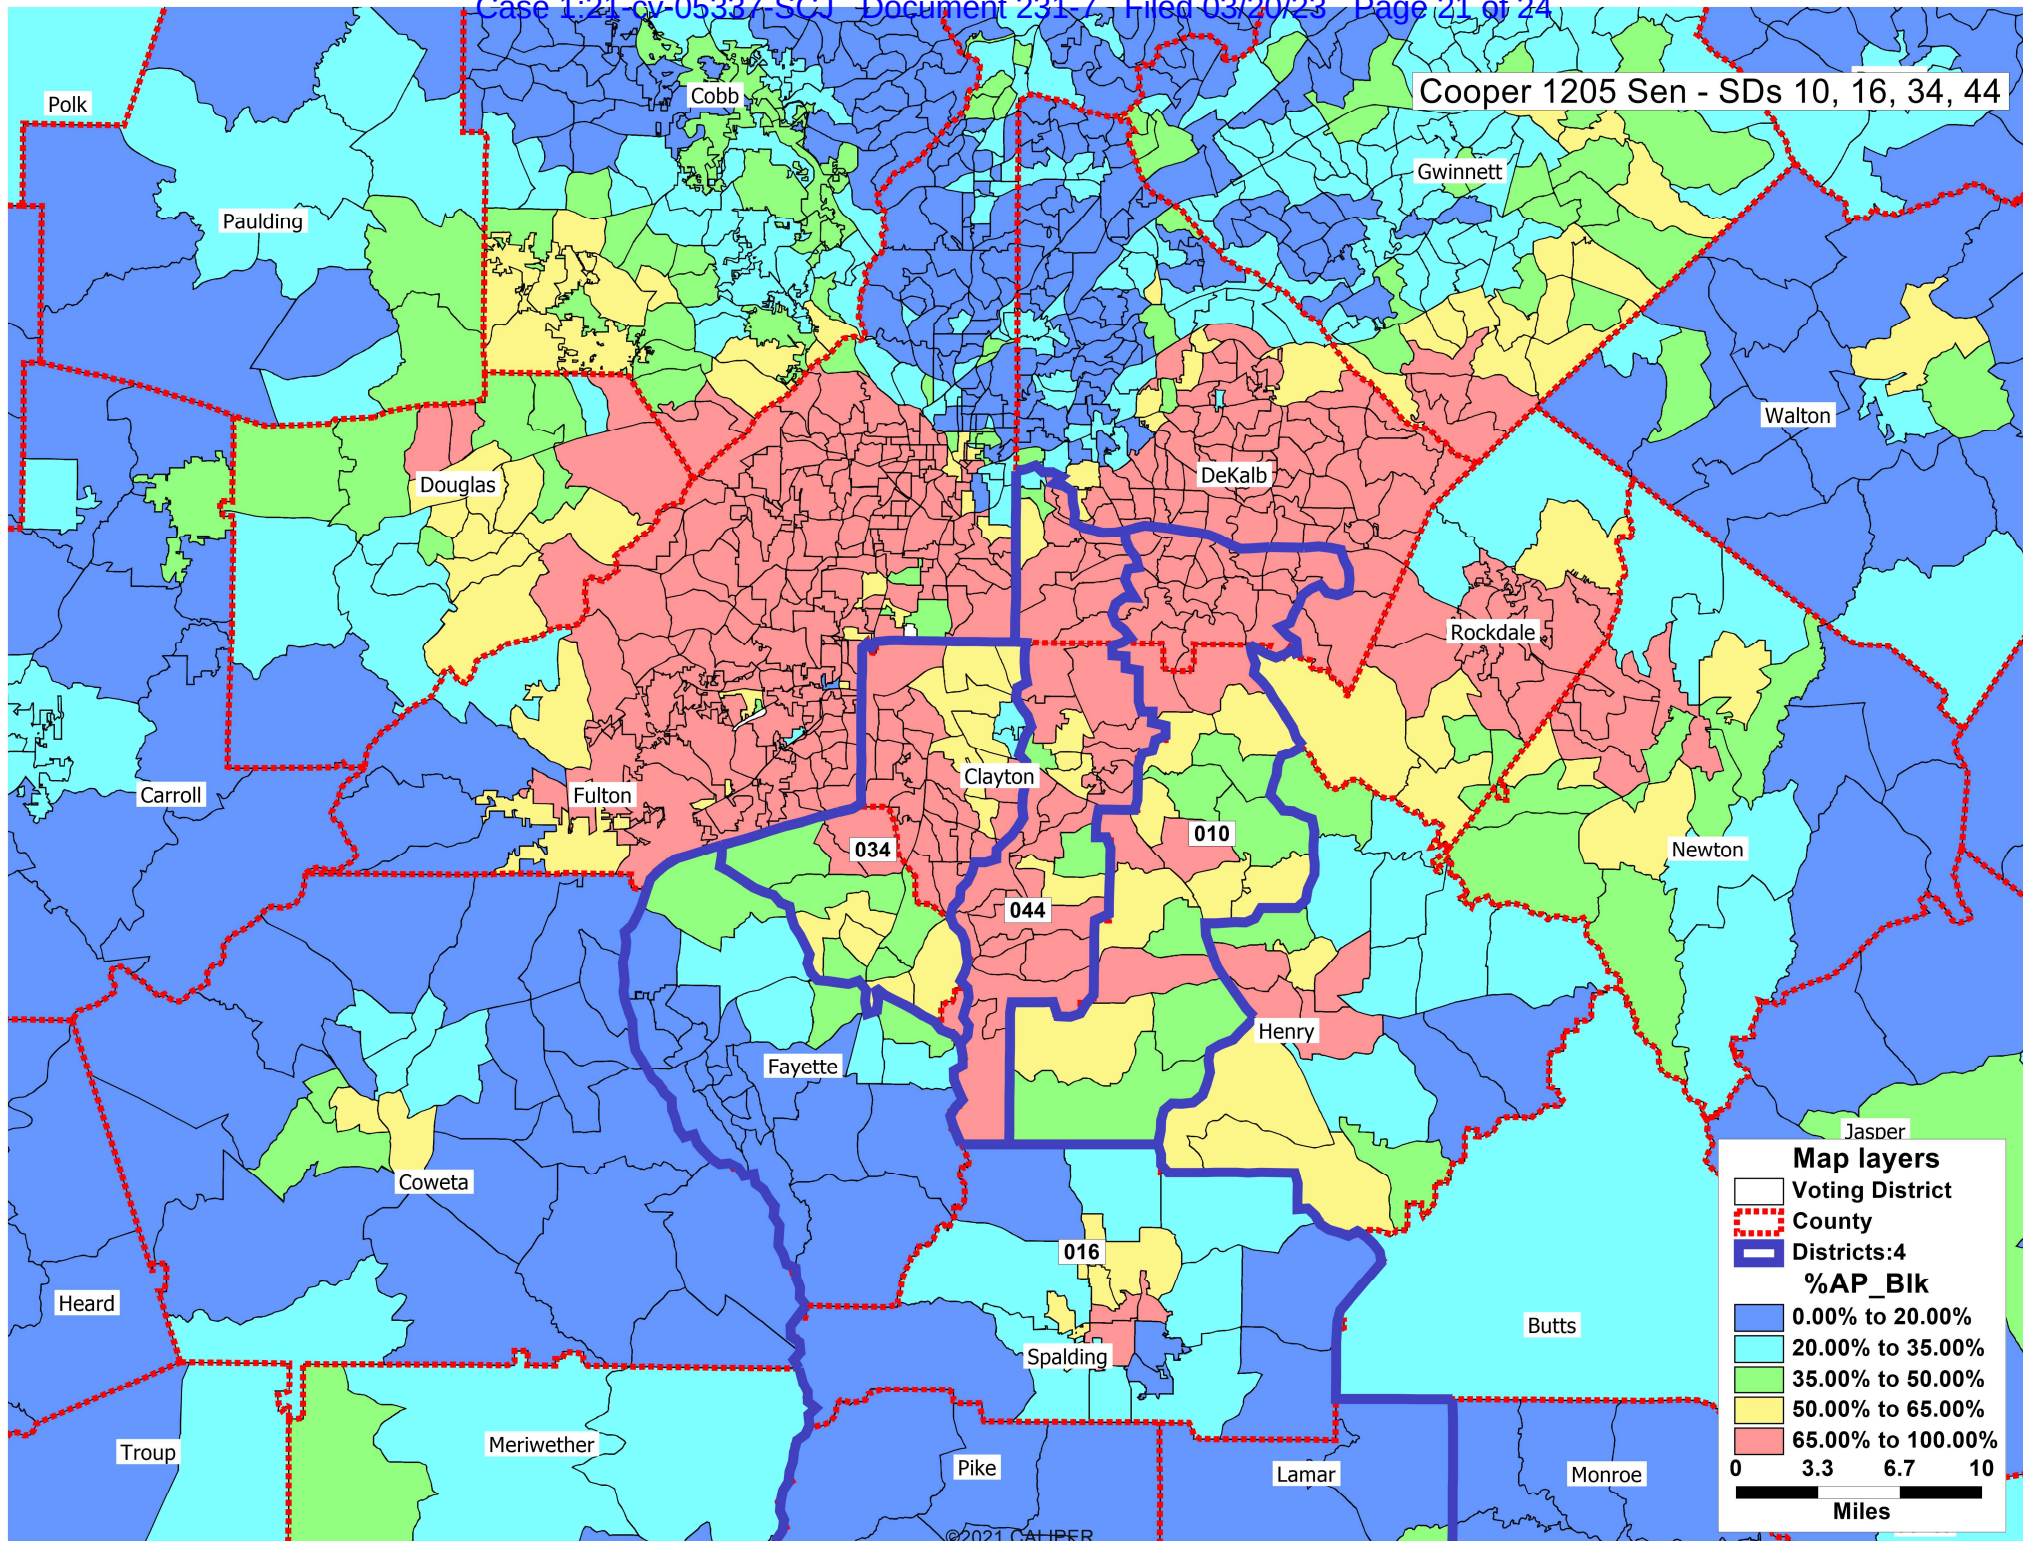 Case 1:21-cv-05337-SCJ Document 231-7 Filed 03/20/23 Page 21 of 24
Cooper 1205 Sen - SDs 10, 16, 34, 44
Polk
Cobb
Gwinnett
Paulding
Walton
Douglas
DeKalb
Rockdale
Carroll
Fulton
Clayton
034
010
Newton
044
Henry
Fayette
Coweta
Jasper
016
Heard
Spalding
Butts
Troup
Meriwether
Pike
Lamar
Monroe
Map layers
Voting District
County
Districts:4
%AP_Blk
0.00% to 20.00%
20.00% to 35.00%
35.00% to 50.00%
50.00% to 65.00%
65.00% to 100.00%
0 3.3 6.7 10
Miles
©2021 CALIPER